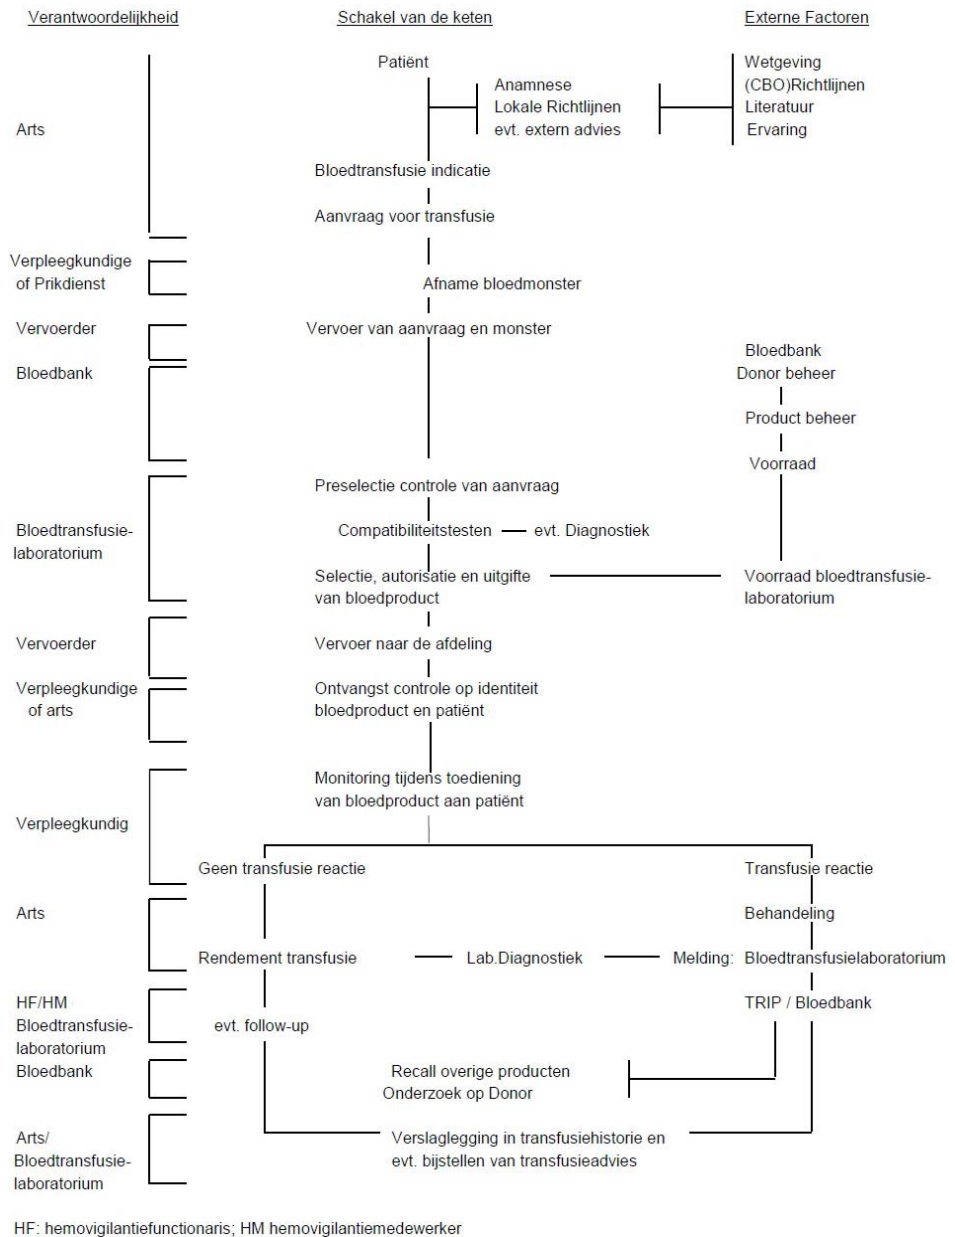 Verantwoordelijkheid
Schakel van de keten
Externe Factoren
Patiënt
Wetgeving
Anamnese
(CBO)Richtlijnen
Lokale Richtlijnen
Literatuur
Arts
evt. extern advies
Ervaring
Bloedtransfusie indicatie
Aanvraag voor transfusie
Verpleegkundige
of Prikdienst
Afname bloedmonster
Vervoerder
Vervoer van aanvraag en monster
Bloedbank
Bloedbank
Donor beheer
Product beheer
Voorraad
Preselectie controle van aanvraag
Bloedtransfusie-
laboratorium
Compatibiliteitstesten
evt. Diagnostiek
Selectie, autorisatie en uitgifte
van bloedproduct
Voorraad bloedtransfusie-
laboratorium
Vervoerder
Vervoer naar de afdeling
Verpleegkundige
of arts
Ontvangst controle op identiteit
bloedproduct en patiënt
Monitoring tijdens toediening
van bloedproduct aan patiënt
Verpleegkundig
Geen transfusie reactie
Transfusie reactie
Arts
Behandeling
Rendement transfusie
Lab.Diagnostiek
Melding: Bloedtransfusielaboratorium
HF/HM
Bloedtransfusie-
laboratorium
TRIP / Bloedbank
evt. follow-up
Bloedbank
Recall overige producten
Onderzoek op Donor
Arts/
Bloedtransfusie-
laboratorium
Verslaglegging in transfusiehistorie en
evt. bijstellen van transfusieadvies
HF: hemovigilantiefunctionaris; HM hemovigilantiemedewerker